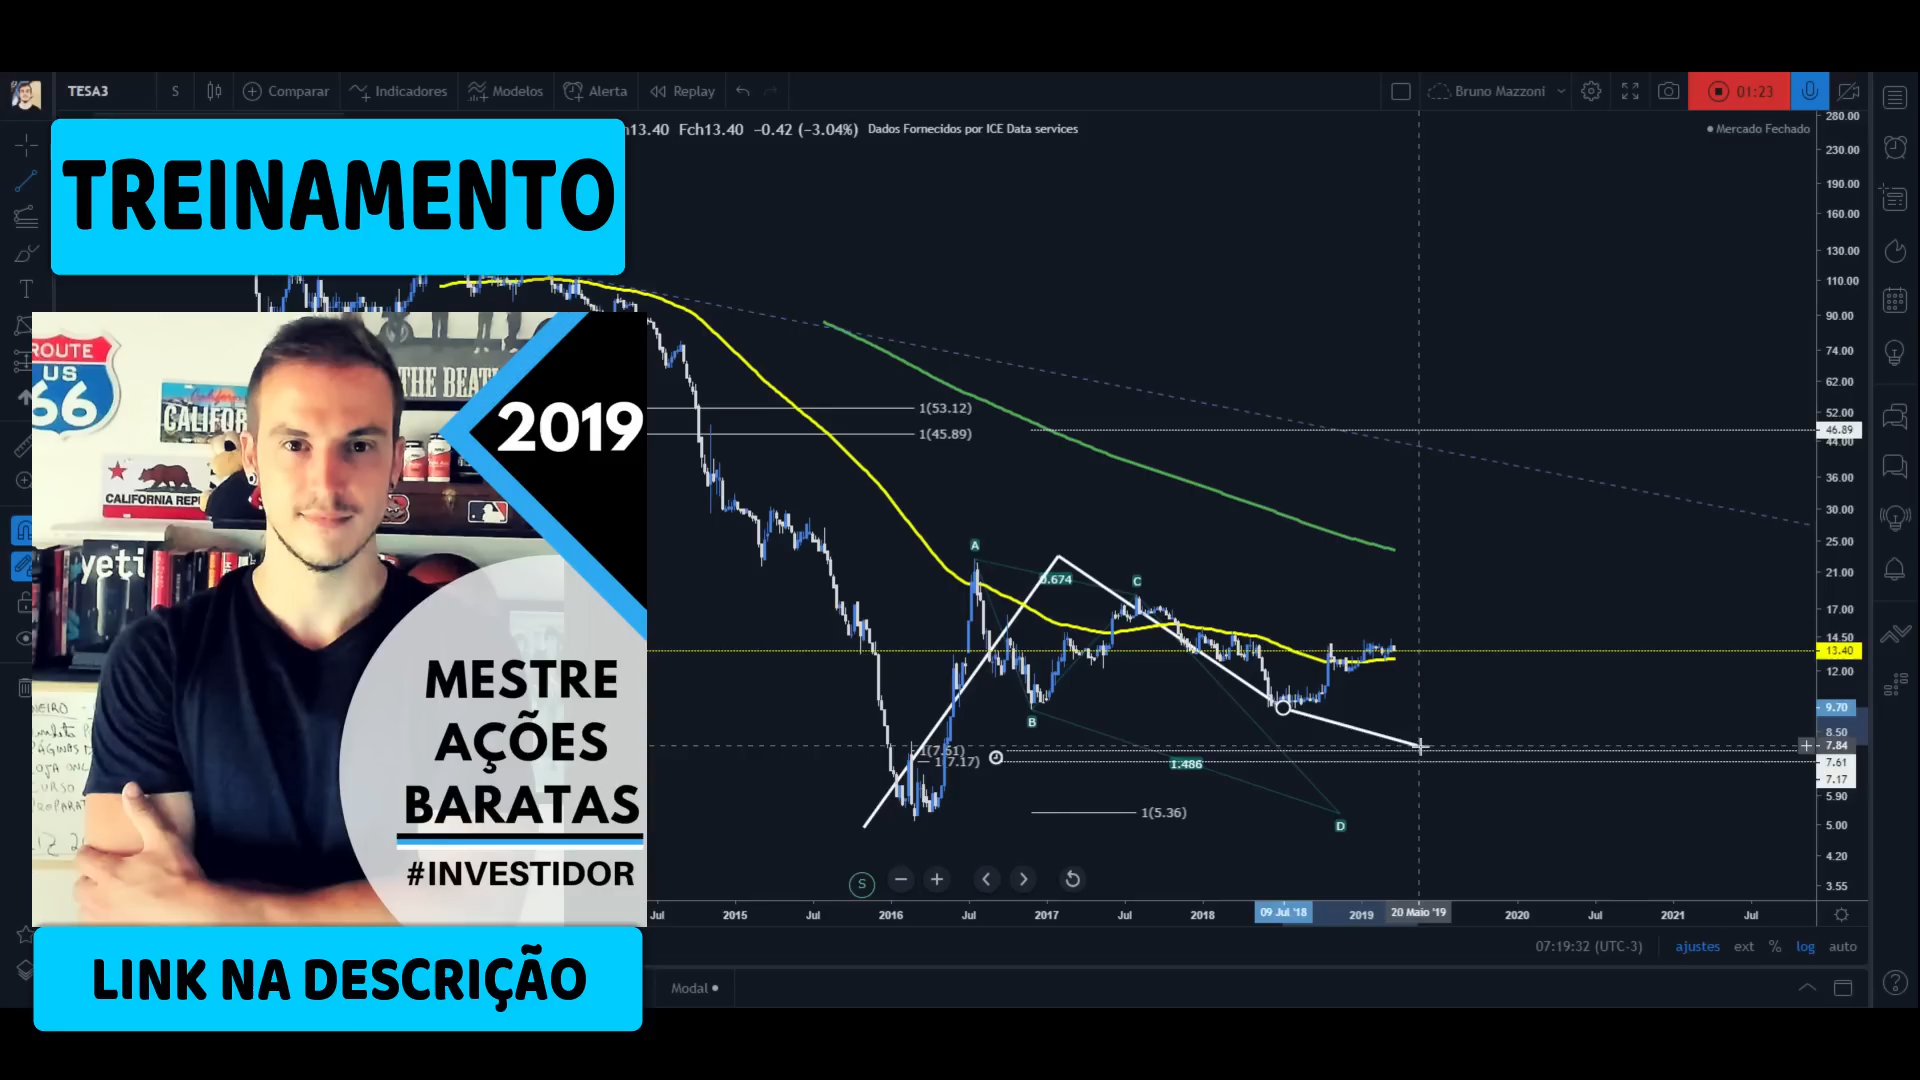 TESA3
S
Comparar
Indicadores
Modelos
Alerta
Replay
Bruno Mazzoni
01:23
13.40 Fch13.40 −0.42 (−3.04%) Dados Fornecidos por ICE Data services
Mercado Fechado
TREINAMENTO
ROUTE
US
66
THE BEAT
CALIFOR
CALIFORNIA REP
yeti
2019
MESTRE
AÇÕES
BARATAS
#INVESTIDOR
LINK NA DESCRIÇÃO
1(53.12)
1(45.89)
A
0.674
C
B
1(7.61)
1(7.17)
1.486
1(5.36)
D
S
280.00
230.00
190.00
160.00
130.00
110.00
90.00
74.00
62.00
52.00
46.89
44.00
36.00
30.00
25.00
21.00
17.00
14.50
13.40
12.00
9.70
8.50
7.84
7.61
7.17
5.90
5.00
4.20
3.55
Jul 2015 Jul 2016 Jul 2017 Jul 2018 09 Jul '18 2019 20 Maio '19 2020 Jul 2021 Jul
07:19:32 (UTC-3) ajustes ext % log auto
Modal